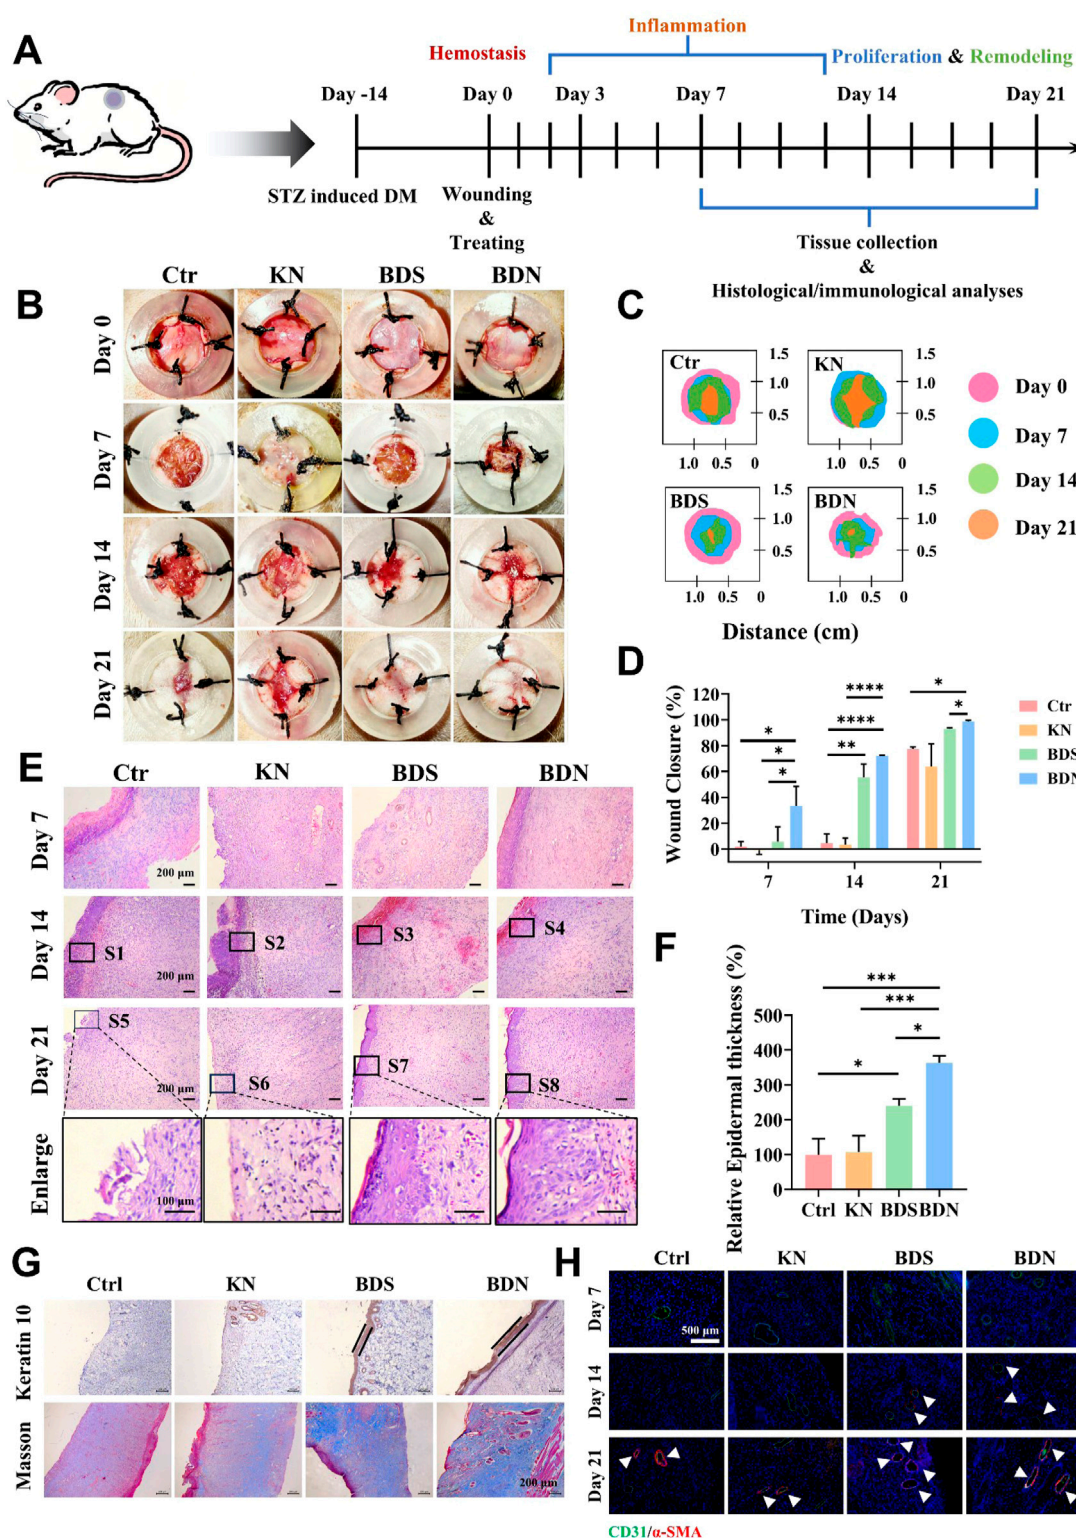 A
Hemostasis
Inflammation
Proliferation & Remodeling
Day -14
Day 0
Day 3
Day 7
Day 14
Day 21
STZ induced DM
Wounding
&
Treating
Tissue collection
&
Histological/immunological analyses
B
Ctr
KN
BDS
BDN
Day 0
Day 7
Day 14
Day 21
C
Ctr
1.5
1.0
0.5
1.0 0.5 0
KN
1.5
1.0
0.5
1.0 0.5 0
BDS
1.5
1.0
0.5
1.0 0.5 0
BDN
1.5
1.0
0.5
1.0 0.5 0
Distance (cm)
Day 0
Day 7
Day 14
Day 21
D
Wound Closure (%)
120
100
80
60
40
20
0
*
*
*
****
****
**
*
*
7 14 21
Time (Days)
Ctr
KN
BDS
BDN
E
Ctr
KN
BDS
BDN
Day 7
200 μm
Day 14
S1
200 μm
S2
S3
S4
Day 21
S5
200 μm
S6
S7
S8
Enlarge
100 μm
F
Relative Epidermal thickness (%)
500
400
300
200
100
0
***
***
*
*
Ctrl KN BDS BDN
G
Ctrl
KN
BDS
BDN
Keratin 10
Masson
200 μm
H
Ctrl
KN
BDS
BDN
Day 7
500 μm
Day 14
Day 21
CD31/α-SMA